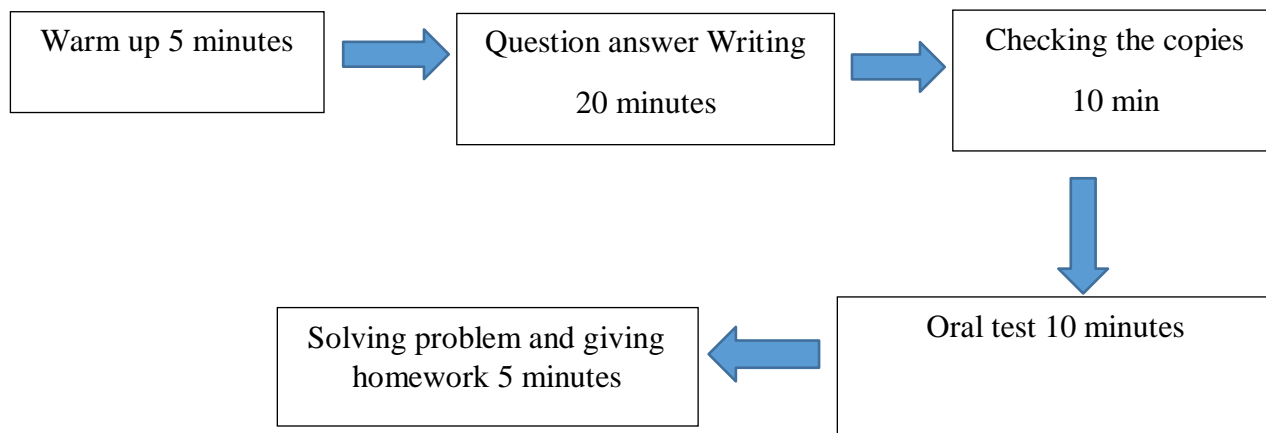 Warm up 5 minutes
Question answer Writing
20 minutes
Checking the copies
10 min
Oral test 10 minutes
Solving problem and giving
homework 5 minutes